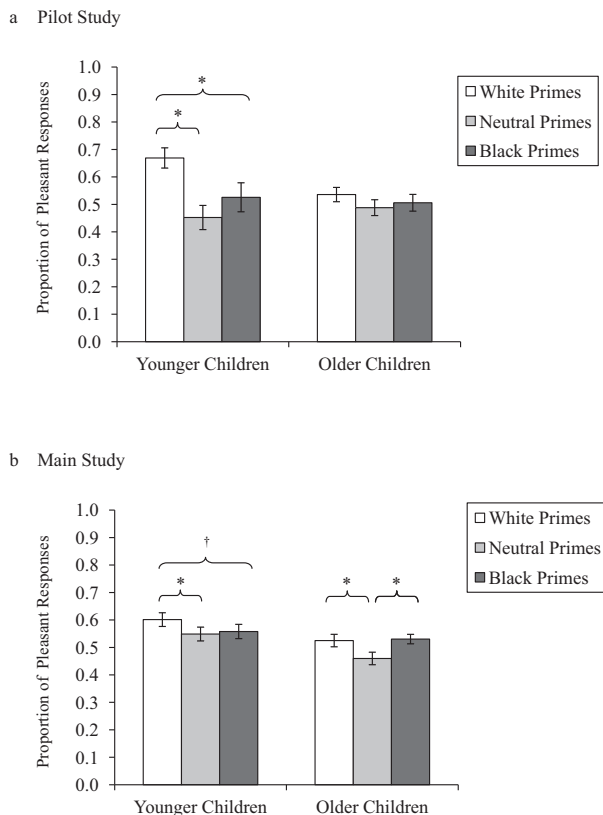 a Pilot Study
Proportion of Pleasant Responses
1.0
0.9
0.8
0.7
0.6
0.5
0.4
0.3
0.2
0.1
0.0
*
*
White Primes
Neutral Primes
Black Primes
Younger Children Older Children
b Main Study
Proportion of Pleasant Responses
1.0
0.9
0.8
0.7
0.6
0.5
0.4
0.3
0.2
0.1
0.0
†
*
* *
White Primes
Neutral Primes
Black Primes
Younger Children Older Children